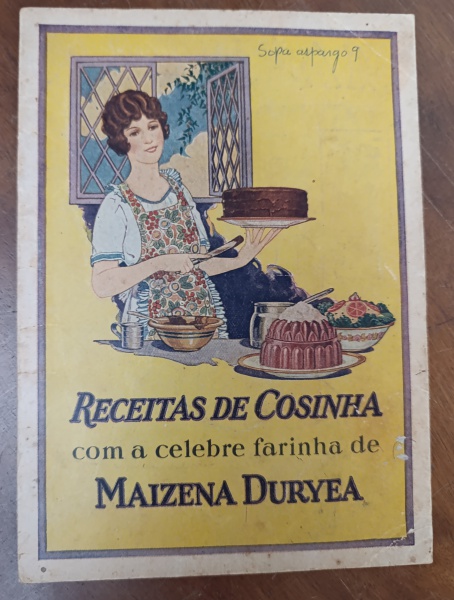 Sopa aspargo 9
RECEITAS DE COSINHA
com a celebre farinha de
MAIZENA DURYEA